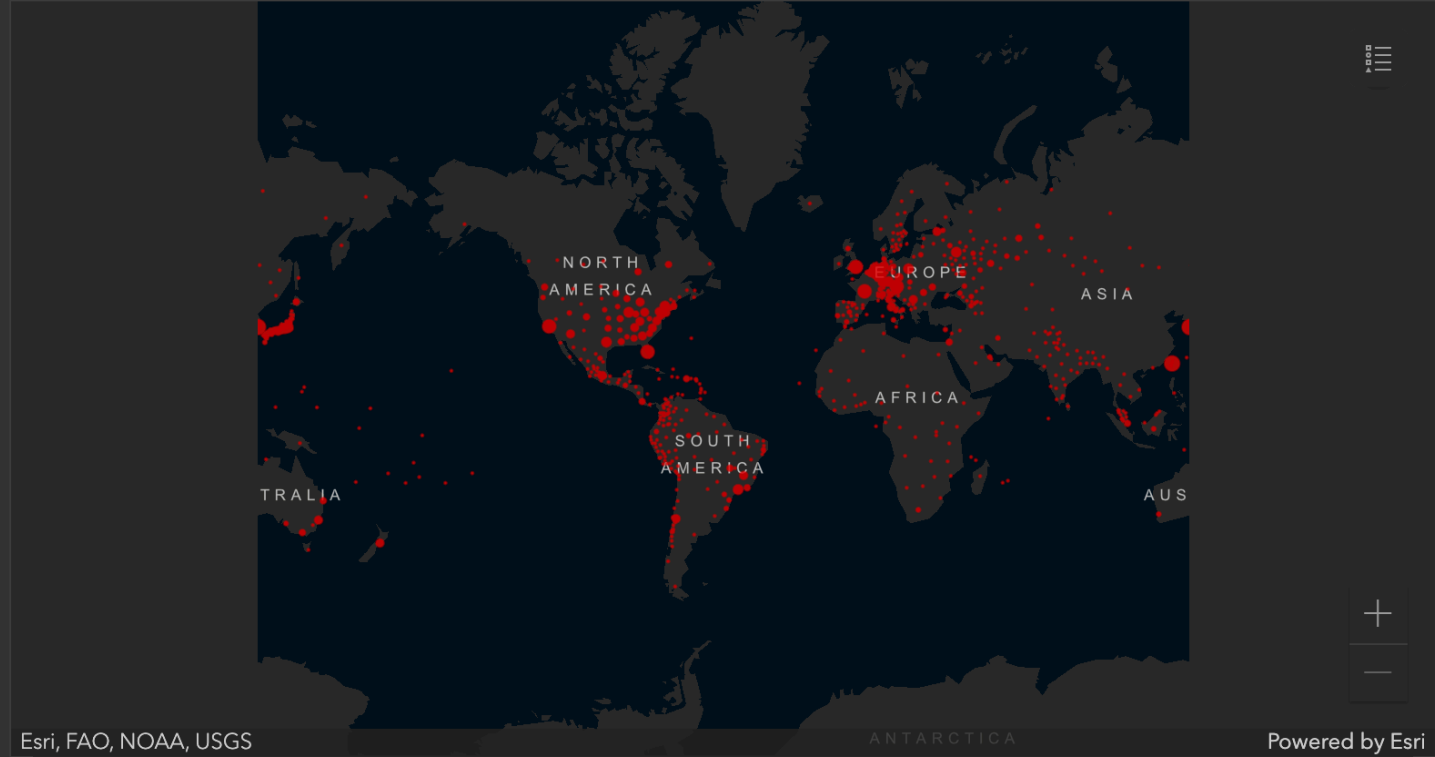 NORTH
AMERICA
EUROPE
ASIA
AFRICA
SOUTH
AMERICA
TRALIA
AUS
ANTARCTICA
Esri, FAO, NOAA, USGS
Powered by Esri